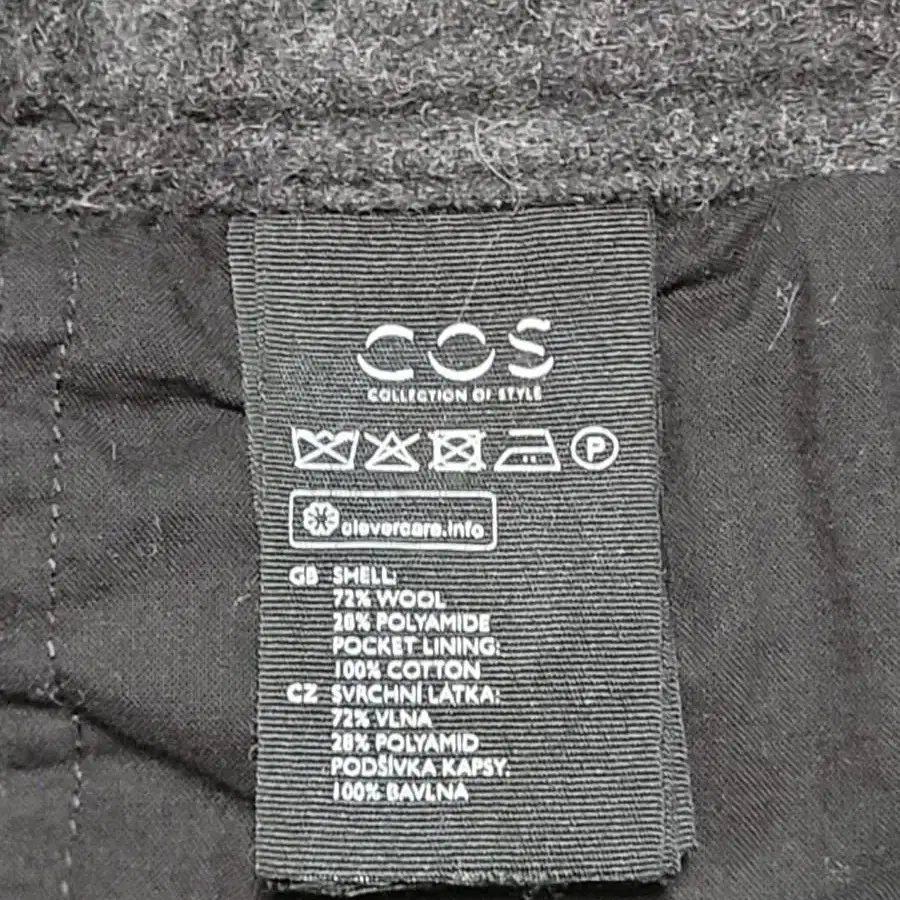 COS
COLLECTION OF STYLE
P
clevercare.info
GB SHELL:
72% WOOL
28% POLYAMIDE
POCKET LINING:
100% COTTON
CZ SVRCHNÍ LÁTKA:
72% VLNA
28% POLYAMID
PODŠÍVKA KAPSY:
100% BAVLNA